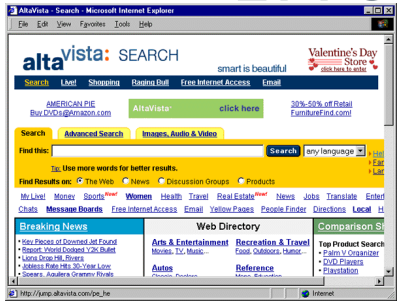 AltaVista - Search - Microsoft Internet Explorer
File Edit View Favorites Tools Help
altavista: SEARCH
smart is beautiful
Valentine's Day
Store
click here to enter
Search Live! Shopping Raging Bull Free Internet Access Email
AMERICAN PIE
Buy DVDs@Amazon.com
AltaVista click here
30%-50% off Retail
FurnitureFind.com!
Search Advanced Search Images, Audio & Video
Find this: Search any language
Hel
Far
Lar
Tip: Use more words for better results.
Find Results on: The Web News Discussion Groups Products
My Live! Money Sports New! Women Health Travel Real Estate New! News Jobs Translate Entert
Chats Message Boards Free Internet Access Email Yellow Pages People Finder Directions Local H
Breaking News
Key Pieces of Downed Jet Found
Report: World Dodged Y2K Bullet
Lions Drop Hill, Rivers
Jobless Rate Hits 30-Year Low
Spears, Aguilera Grammy Rivals
Web Directory
Arts & Entertainment
Movies, TV, Music...
Autos
Recreation & Travel
Food, Outdoors, Humor...
Reference
Comparison S
Top Product Search
Palm V Organizer
DVD Players
Playstation
http://jump.altavista.com/pe_he
Internet